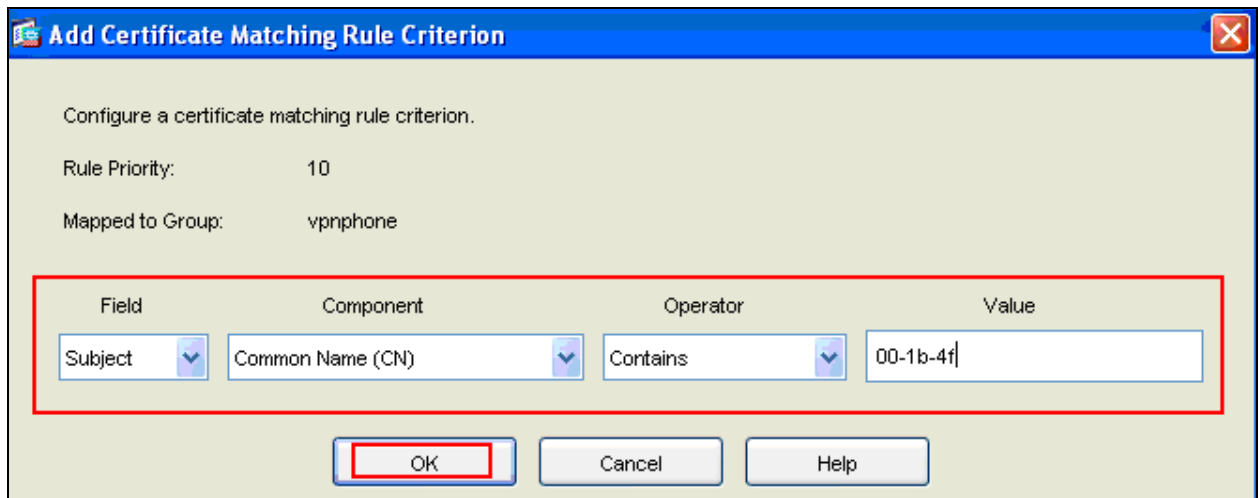 Add Certificate Matching Rule Criterion
Configure a certificate matching rule criterion.
Rule Priority: 10
Mapped to Group: vpnphone
Field Component Operator Value
Subject Common Name (CN) Contains 00-1b-4f
OK Cancel Help